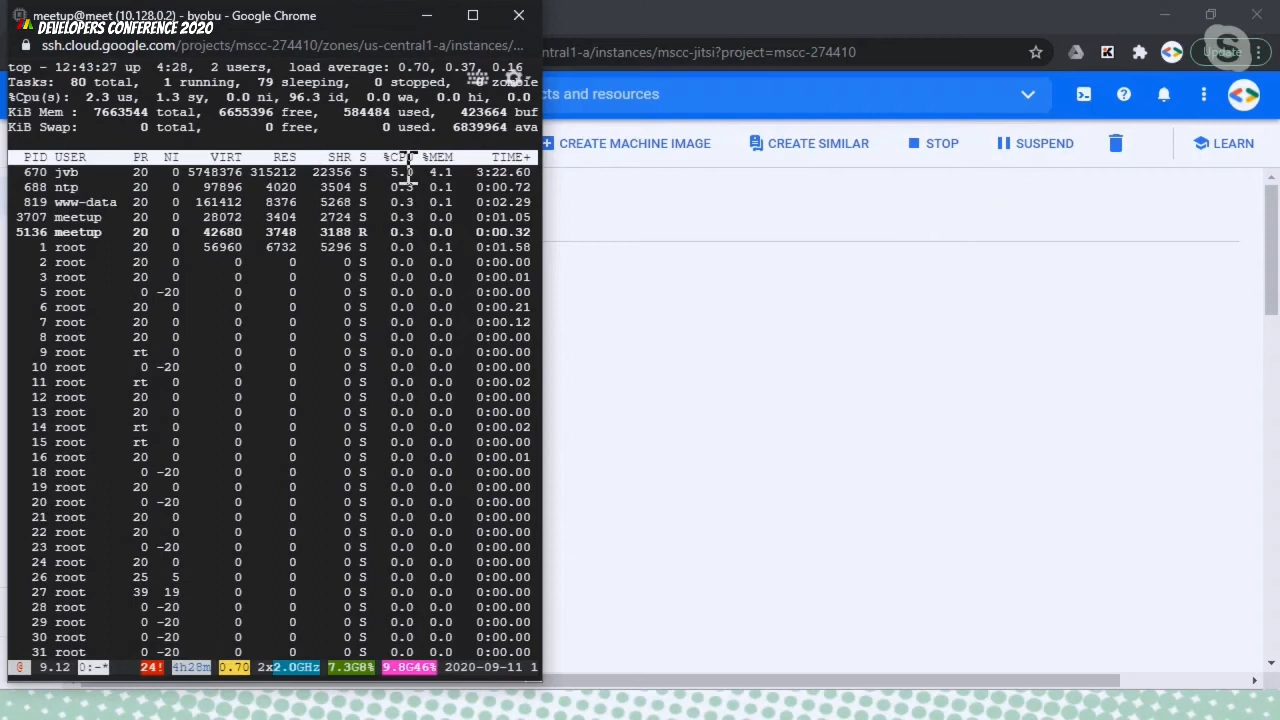 meetup@meet (10.128.0.2) - byobu - Google Chrome
DEVELOPERS CONFERENCE 2020
ssh.cloud.google.com/projects/mscc-274410/zones/us-central1-a/instances/...
ntral1-a/instances/mscc-jitsi?project=mscc-274410
Update
top - 12:43:27 up 4:28, 2 users, load average: 0.70, 0.37, 0.16
Tasks: 80 total, 1 running, 79 sleeping, 0 stopped, 0 zombie
%Cpu(s): 2.3 us, 1.3 sy, 0.0 ni, 96.3 id, 0.0 wa, 0.0 hi, 0.0
KiB Mem : 7663544 total, 6655396 free, 584484 used, 423664 buf
KiB Swap: 0 total, 0 free, 0 used. 6839964 ava
cts and resources
CREATE MACHINE IMAGE
CREATE SIMILAR
STOP
SUSPEND
LEARN
PID USER PR NI VIRT RES SHR S %CPU %MEM TIME+
670 jvb 20 0 5748376 315212 22356 S 5.0 4.1 3:22.60
688 ntp 20 0 97896 4020 3504 S 0.3 0.1 0:00.72
819 www-data 20 0 161412 8376 5268 S 0.3 0.1 0:02.29
3707 meetup 20 0 28072 3404 2724 S 0.3 0.0 0:01.05
5136 meetup 20 0 42680 3748 3188 R 0.3 0.0 0:00.32
1 root 20 0 56960 6732 5296 S 0.0 0.1 0:01.58
2 root 20 0 0 0 0 S 0.0 0.0 0:00.00
3 root 20 0 0 0 0 S 0.0 0.0 0:00.01
5 root 0 -20 0 0 0 S 0.0 0.0 0:00.00
6 root 20 0 0 0 0 S 0.0 0.0 0:00.21
7 root 20 0 0 0 0 S 0.0 0.0 0:00.12
8 root 20 0 0 0 0 S 0.0 0.0 0:00.00
9 root rt 0 0 0 0 S 0.0 0.0 0:00.00
10 root 0 -20 0 0 0 S 0.0 0.0 0:00.00
11 root rt 0 0 0 0 S 0.0 0.0 0:00.02
12 root 20 0 0 0 0 S 0.0 0.0 0:00.00
13 root 20 0 0 0 0 S 0.0 0.0 0:00.00
14 root rt 0 0 0 0 S 0.0 0.0 0:00.02
15 root rt 0 0 0 0 S 0.0 0.0 0:00.00
16 root 20 0 0 0 0 S 0.0 0.0 0:00.01
18 root 0 -20 0 0 0 S 0.0 0.0 0:00.00
19 root 20 0 0 0 0 S 0.0 0.0 0:00.00
20 root 0 -20 0 0 0 S 0.0 0.0 0:00.00
21 root 20 0 0 0 0 S 0.0 0.0 0:00.00
22 root 20 0 0 0 0 S 0.0 0.0 0:00.00
23 root 0 -20 0 0 0 S 0.0 0.0 0:00.00
24 root 20 0 0 0 0 S 0.0 0.0 0:00.00
26 root 25 5 0 0 0 S 0.0 0.0 0:00.00
27 root 39 19 0 0 0 S 0.0 0.0 0:00.00
28 root 0 -20 0 0 0 S 0.0 0.0 0:00.00
29 root 0 -20 0 0 0 S 0.0 0.0 0:00.00
30 root 0 -20 0 0 0 S 0.0 0.0 0:00.00
31 root 0 -20 0 0 0 S 0.0 0.0 0:00.00
@ 9.12 0:-* 24! 4h28m 0.70 2x2.0GHz 7.3G8% 9.8G46% 2020-09-11 1